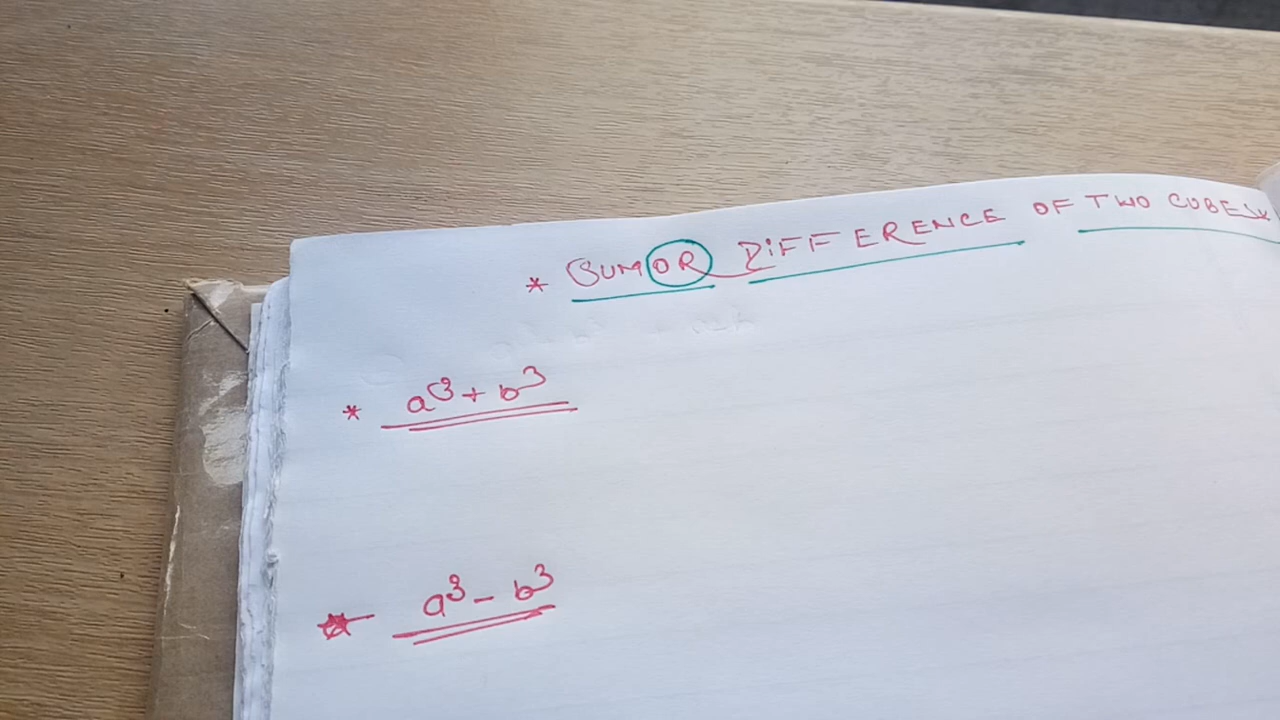 * SUM OR DIFFERENCE OF TWO CUBES
* a³ + b³
* a³ - b³